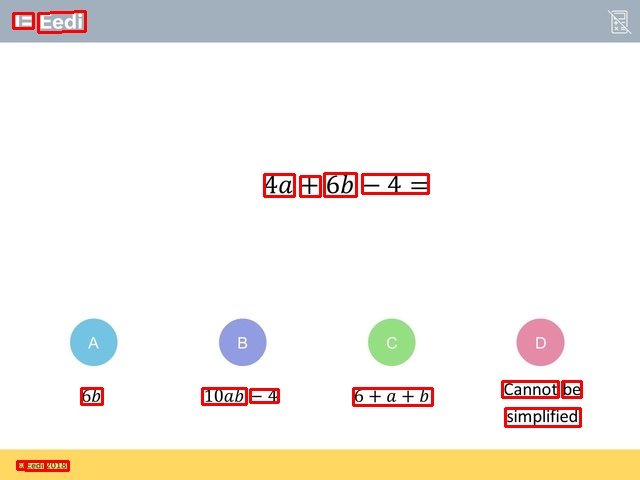 Eedi
4a + 6b − 4 =
A
B
C
D
6b
10ab − 4
6 + a + b
Cannot be
simplified
© Eedi 2018